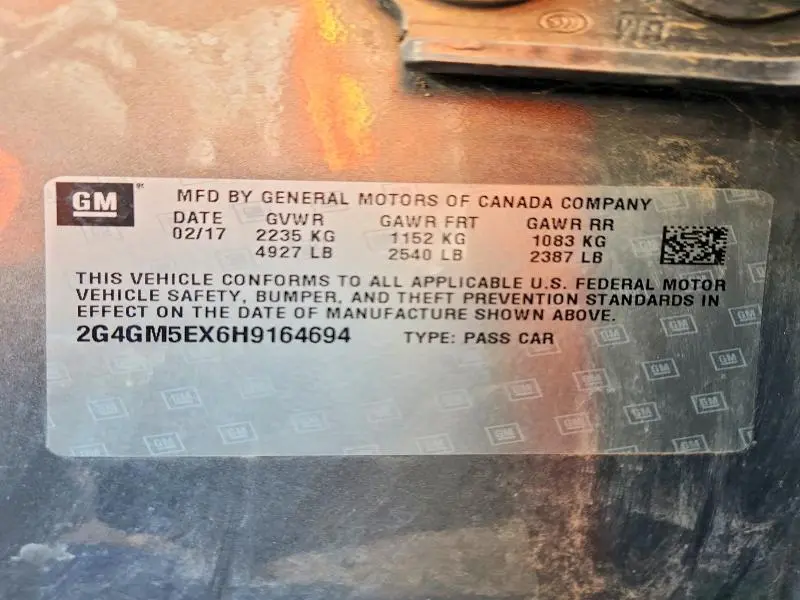 GM
MFD BY GENERAL MOTORS OF CANADA COMPANY
DATE GVWR GAWR FRT GAWR RR
02/17 2235 KG 1152 KG 1083 KG
4927 LB 2540 LB 2387 LB
THIS VEHICLE CONFORMS TO ALL APPLICABLE U.S. FEDERAL MOTOR
VEHICLE SAFETY, BUMPER, AND THEFT PREVENTION STANDARDS IN
EFFECT ON THE DATE OF MANUFACTURE SHOWN ABOVE.
2G4GM5EX6H9164694 TYPE: PASS CAR